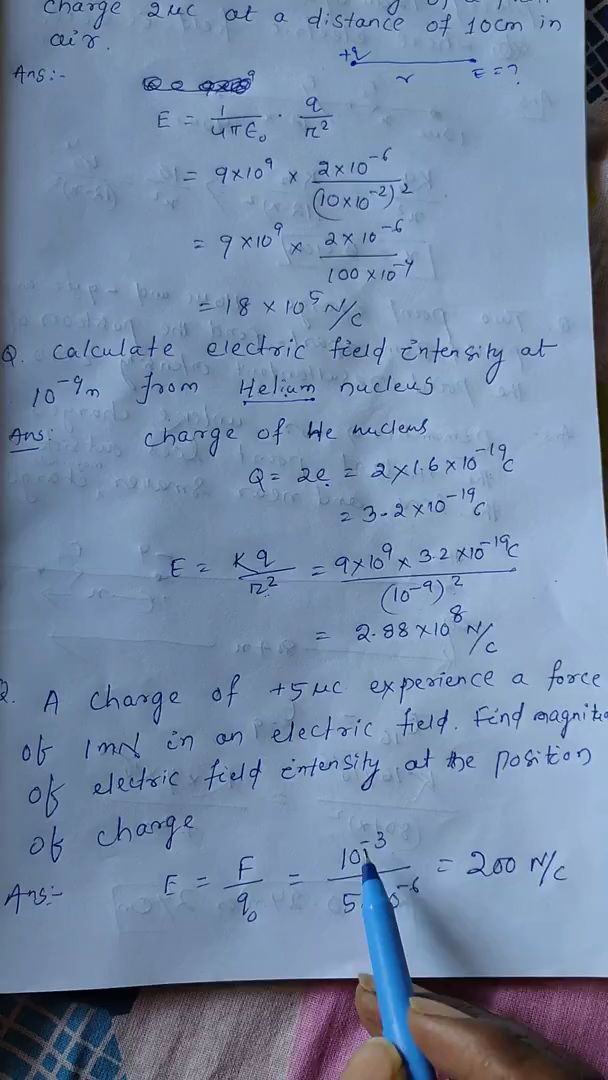 charge 2μc at a distance of 10cm in
air.
+q
r
E = ?
Ans:-
E = 1/4πϵ₀ · q/r²
= 9×10⁹ × 2×10⁻⁶/(10×10⁻²)²
= 9×10⁹ × 2×10⁻⁶/100×10⁻⁴
= 18 × 10⁵ N/C
Q. Calculate electric field intensity at
10⁻⁹m from Helium nucleus
Ans: charge of He nucleus
Q = 2e = 2×1.6×10⁻¹⁹C
= 3.2×10⁻¹⁹C
E = Kq/r² = 9×10⁹ × 3.2×10⁻¹⁹C/(10⁻⁹)²
= 2.88×10⁸ N/C
Q. A charge of +5μc experience a force
of 1mN in an electric field. Find magnitu
of electric field intensity at the position
of charge
Ans:- E = F/q₀ = 10⁻³/5 10⁻⁶ = 200 N/C